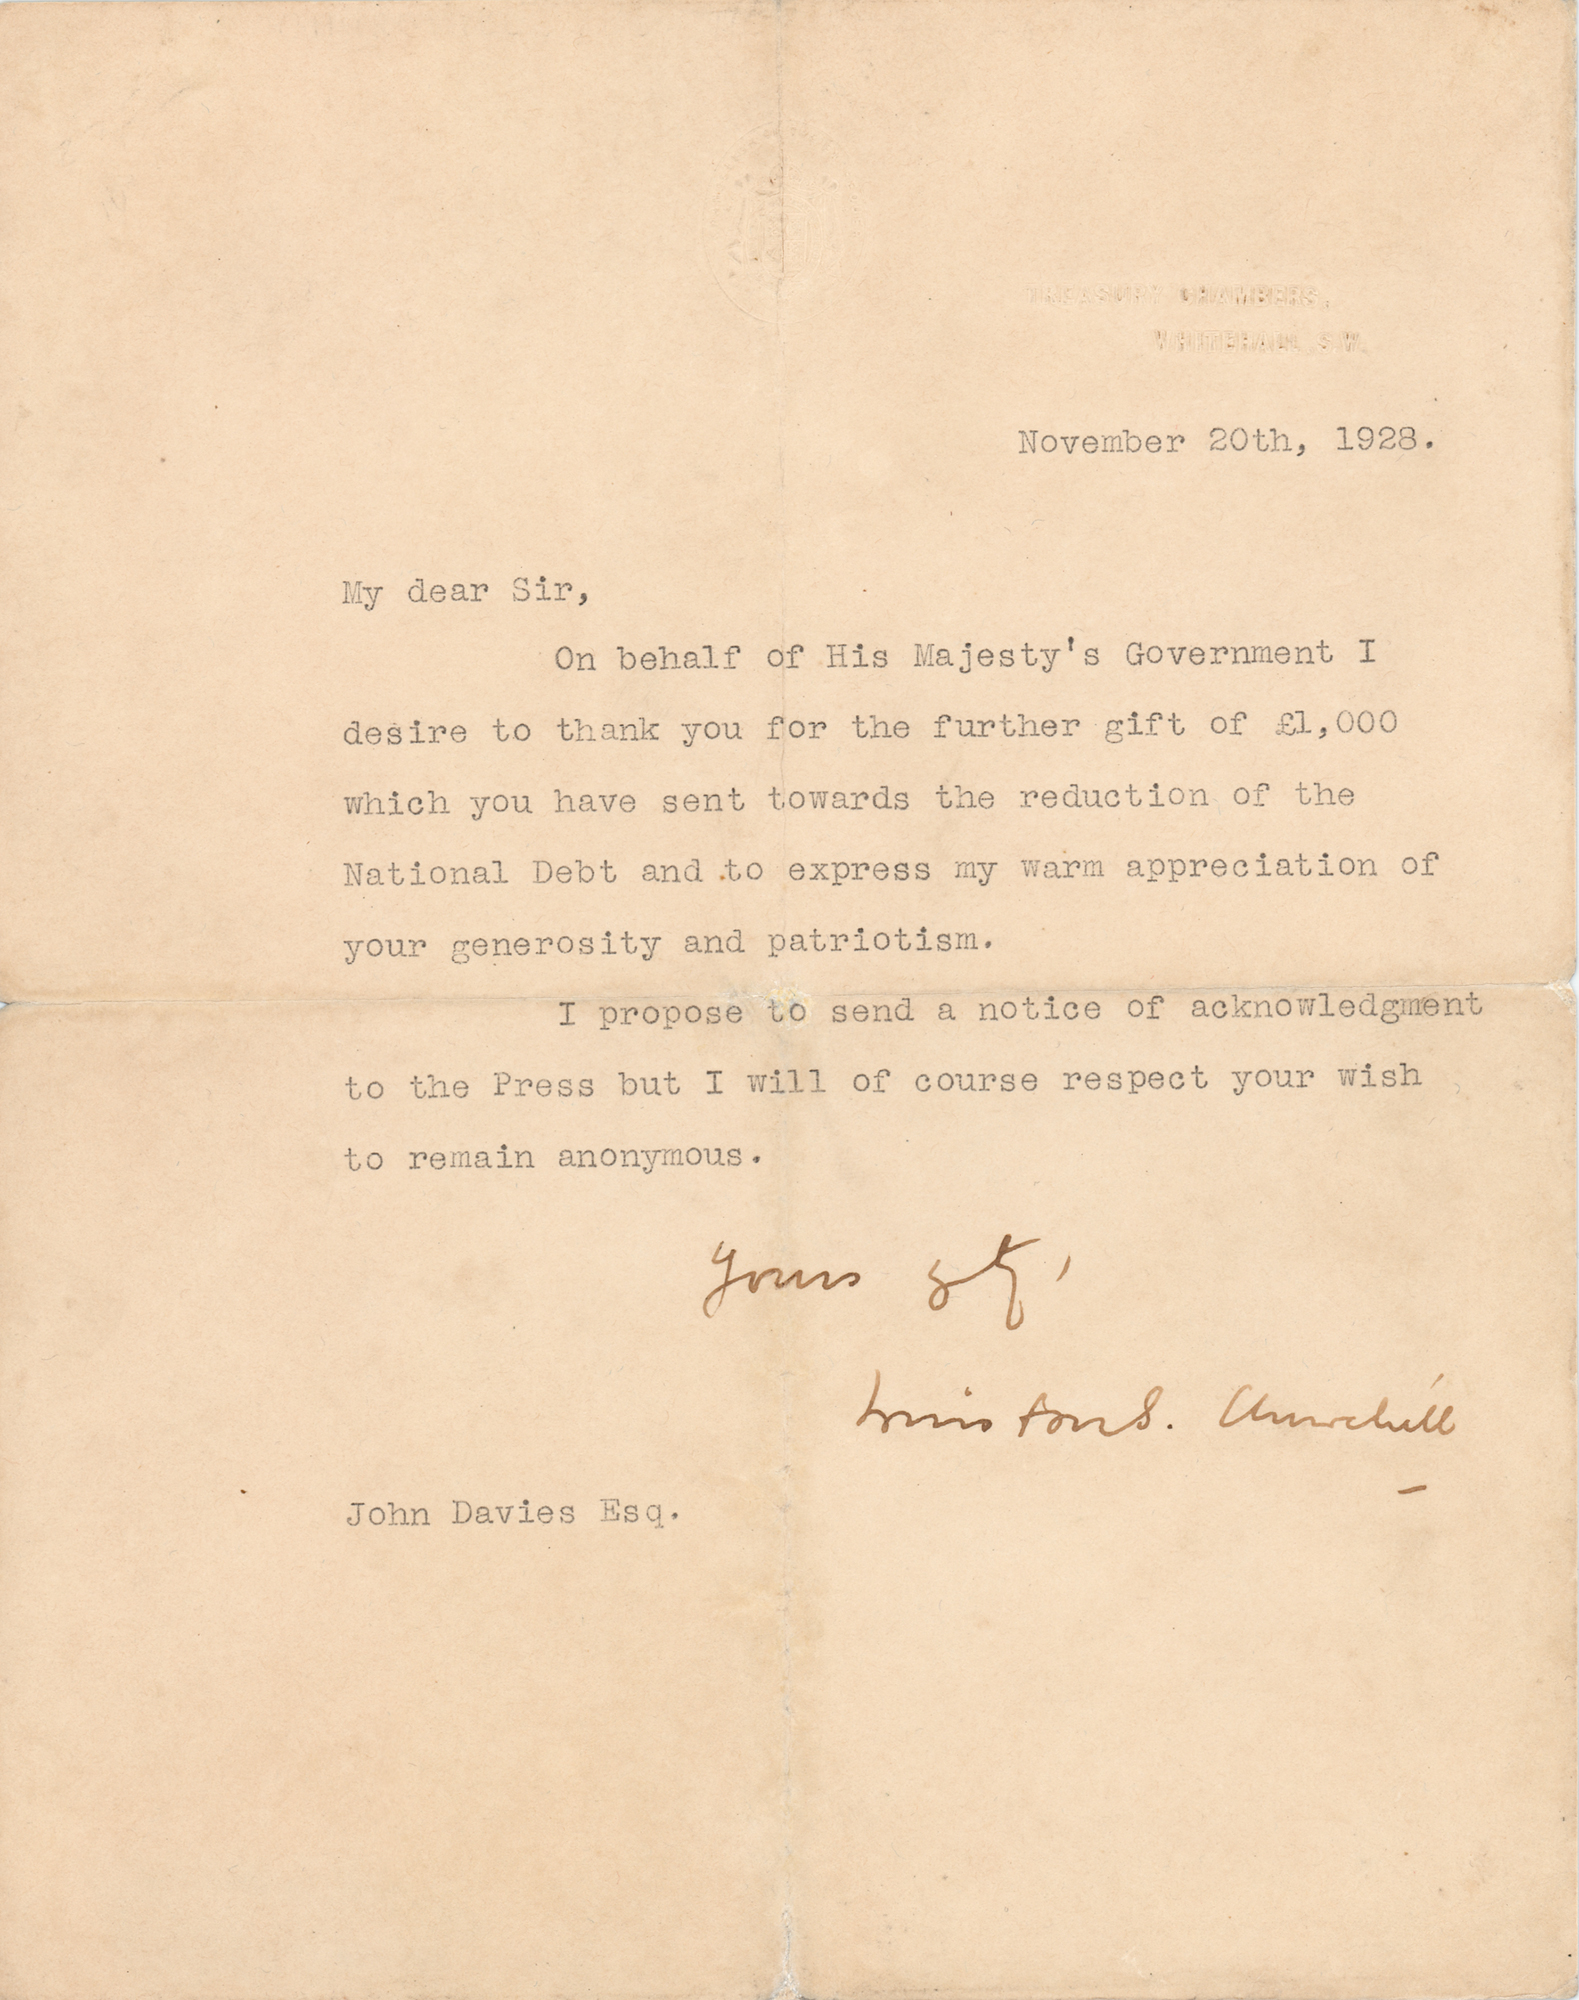 TREASURY CHAMBERS,
WHITEHALL, S.W.
November 20th, 1928.
My dear Sir,
On behalf of His Majesty's Government I
desire to thank you for the further gift of £1,000
which you have sent towards the reduction of the
National Debt and to express my warm appreciation of
your generosity and patriotism.
I propose to send a notice of acknowledgment
to the Press but I will of course respect your wish
to remain anonymous.
Yours
Winston S. Churchill
John Davies Esq.